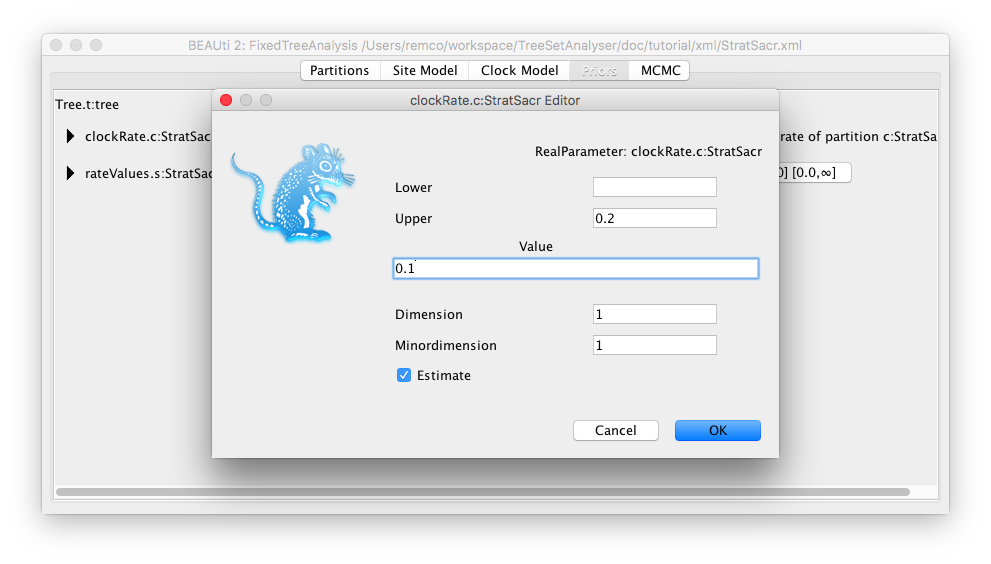 BEAUti 2: FixedTreeAnalysis /Users/remco/workspace/TreeSetAnalyser/doc/tutorial/xml/StratSacr.xml
Partitions Site Model Clock Model Priors MCMC
Tree.t:tree
clockRate.c:StratSacr Editor
clockRate.c:StratSac
rate of partition c:StratSa
rateValues.s:StratSac
0] [0.0,∞]
RealParameter: clockRate.c:StratSacr
Lower
Upper 0.2
Value
0.1
Dimension 1
Minordimension 1
Estimate
Cancel OK